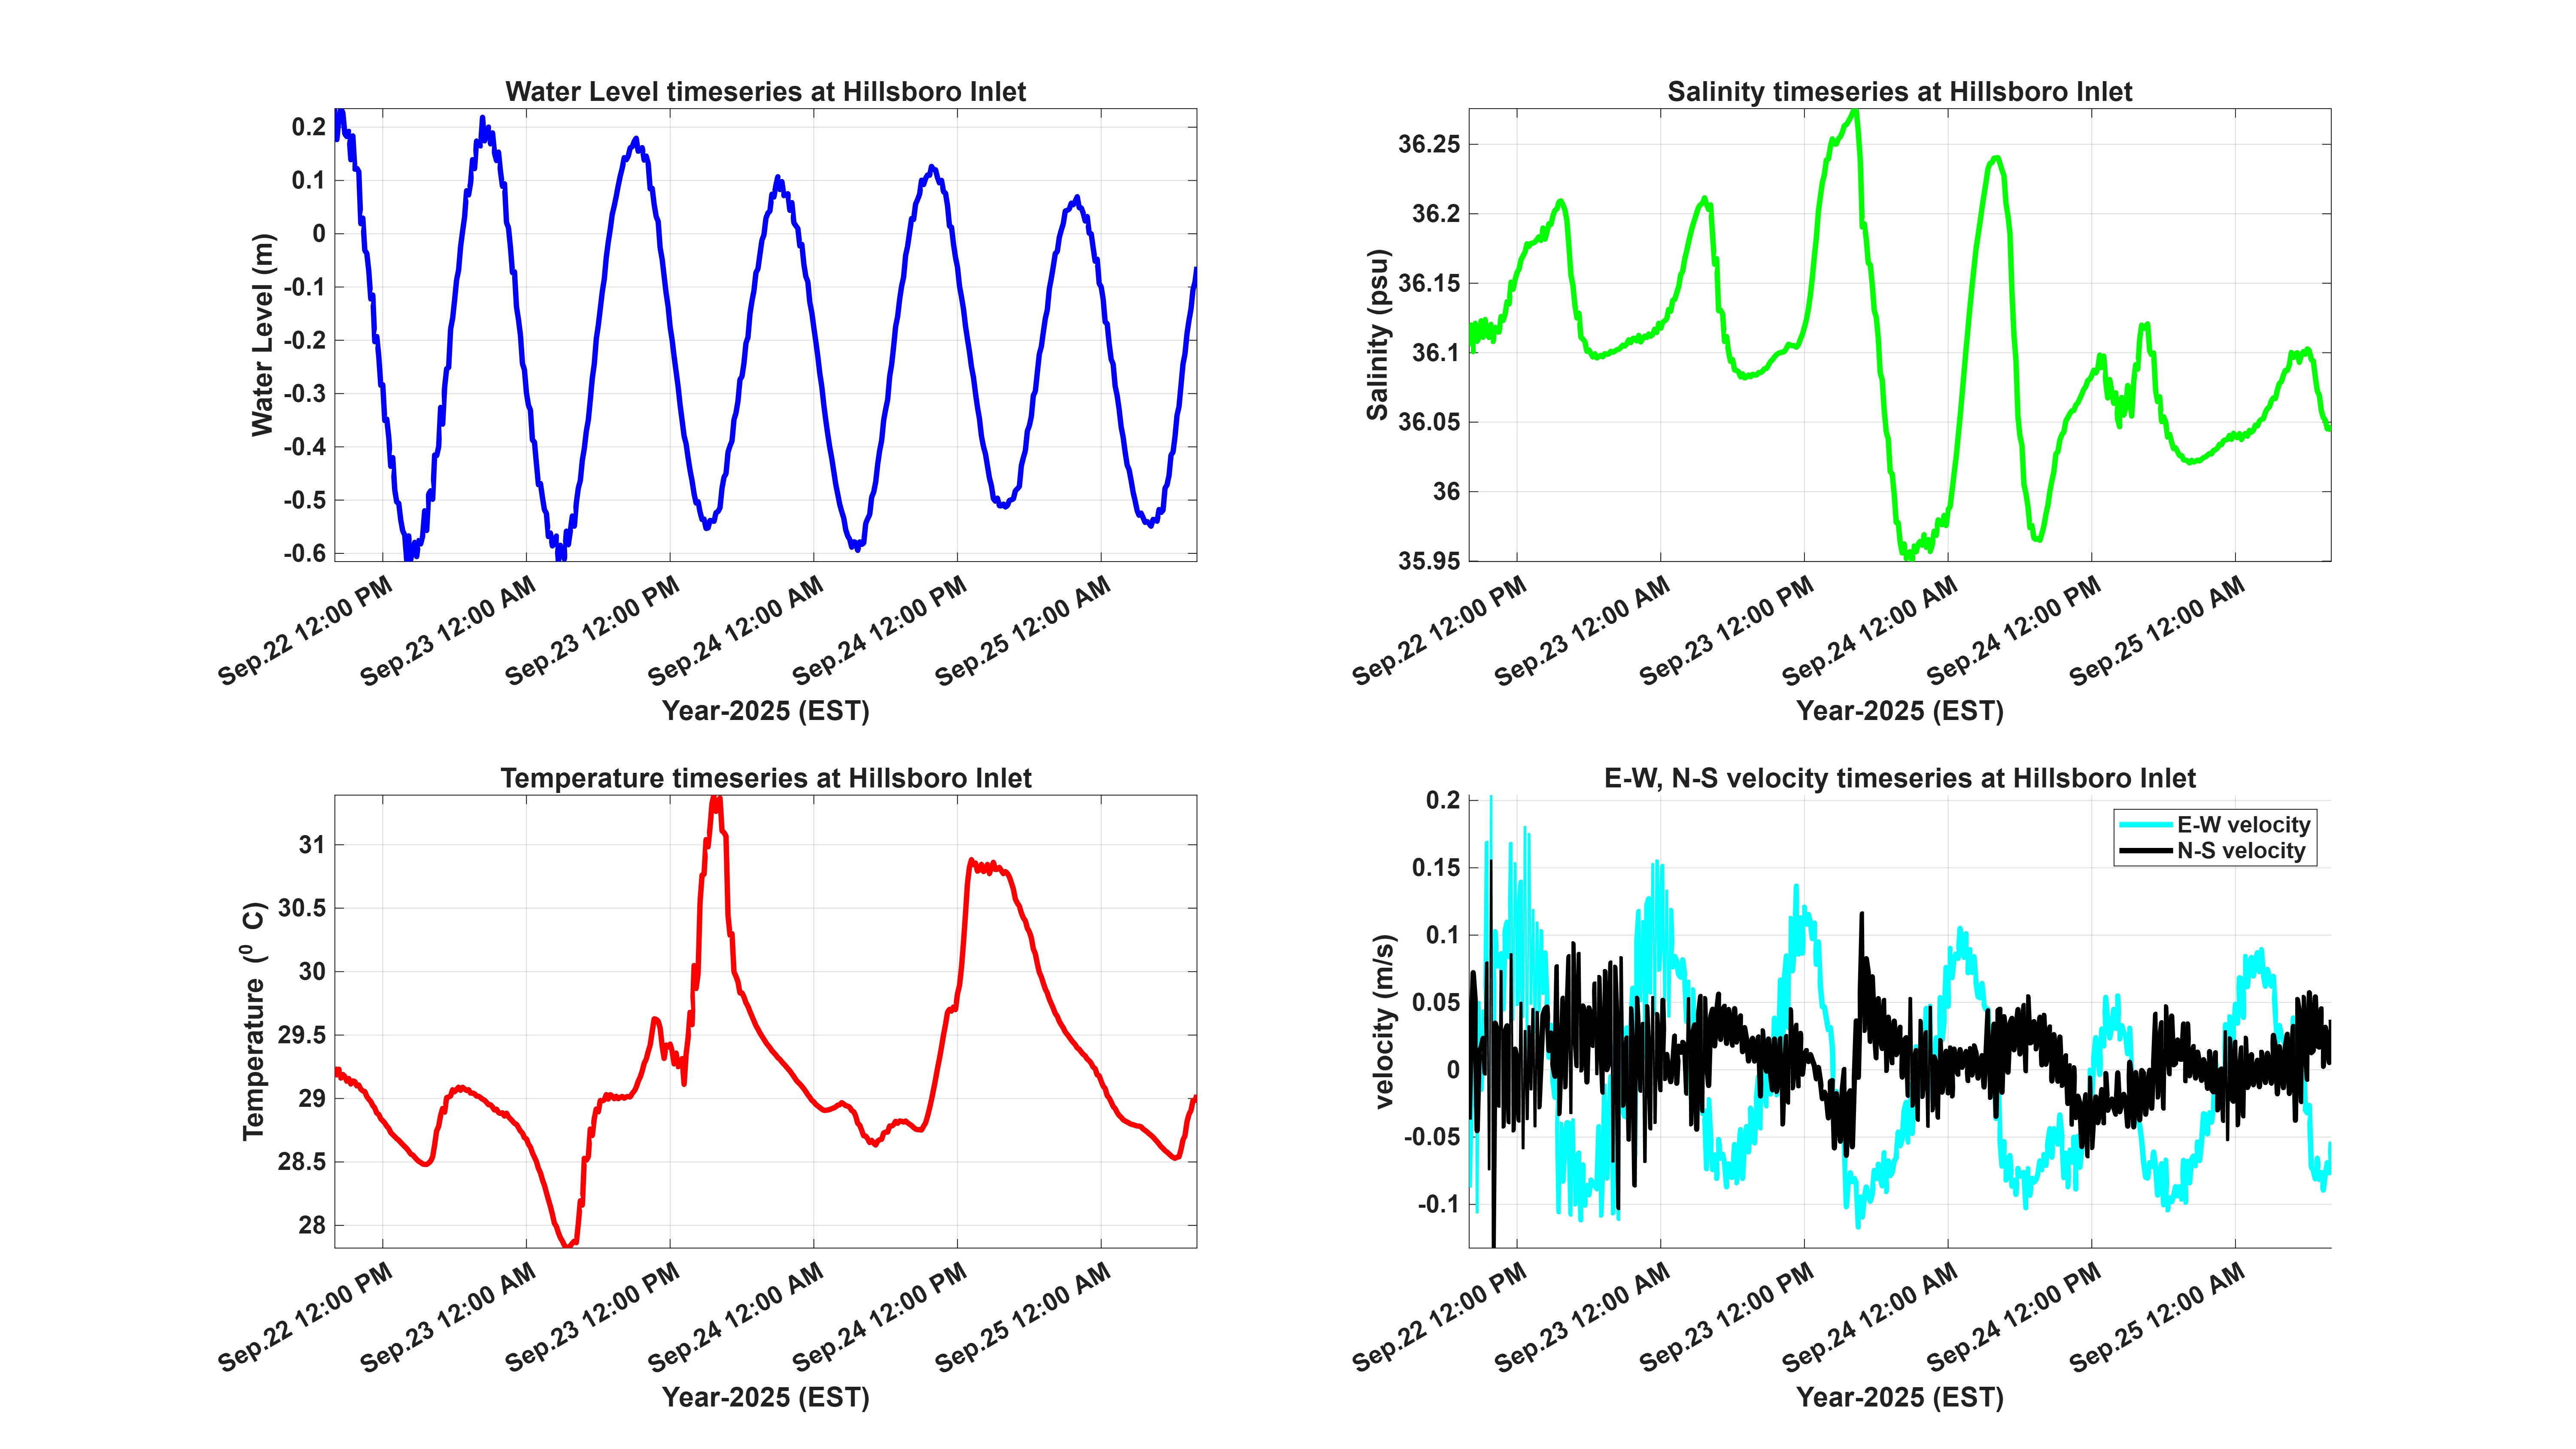 Water Level timeseries at Hillsboro Inlet
Water Level (m)
0.2
0.1
0
-0.1
-0.2
-0.3
-0.4
-0.5
-0.6
Sep.22 12:00 PM
Sep.23 12:00 AM
Sep.23 12:00 PM
Sep.24 12:00 AM
Sep.24 12:00 PM
Sep.25 12:00 AM
Year-2025 (EST)
Salinity timeseries at Hillsboro Inlet
Salinity (psu)
36.25
36.2
36.15
36.1
36.05
36
35.95
Sep.22 12:00 PM
Sep.23 12:00 AM
Sep.23 12:00 PM
Sep.24 12:00 AM
Sep.24 12:00 PM
Sep.25 12:00 AM
Year-2025 (EST)
Temperature timeseries at Hillsboro Inlet
Temperature (⁰ C)
31
30.5
30
29.5
29
28.5
28
Sep.22 12:00 PM
Sep.23 12:00 AM
Sep.23 12:00 PM
Sep.24 12:00 AM
Sep.24 12:00 PM
Sep.25 12:00 AM
Year-2025 (EST)
E-W, N-S velocity timeseries at Hillsboro Inlet
velocity (m/s)
0.2
0.15
0.1
0.05
0
-0.05
-0.1
E-W velocity
N-S velocity
Sep.22 12:00 PM
Sep.23 12:00 AM
Sep.23 12:00 PM
Sep.24 12:00 AM
Sep.24 12:00 PM
Sep.25 12:00 AM
Year-2025 (EST)